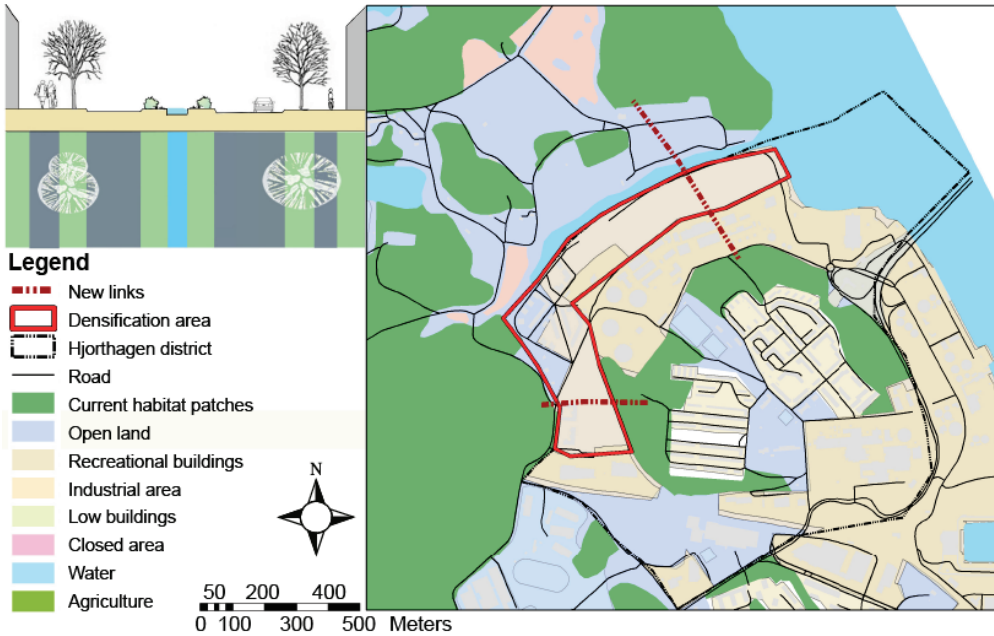 Legend
New links
Densification area
Hjorthagen district
Road
Current habitat patches
Open land
Recreational buildings
Industrial area
Low buildings
Closed area
Water
Agriculture
N
50 200 400
0 100 300 500 Meters